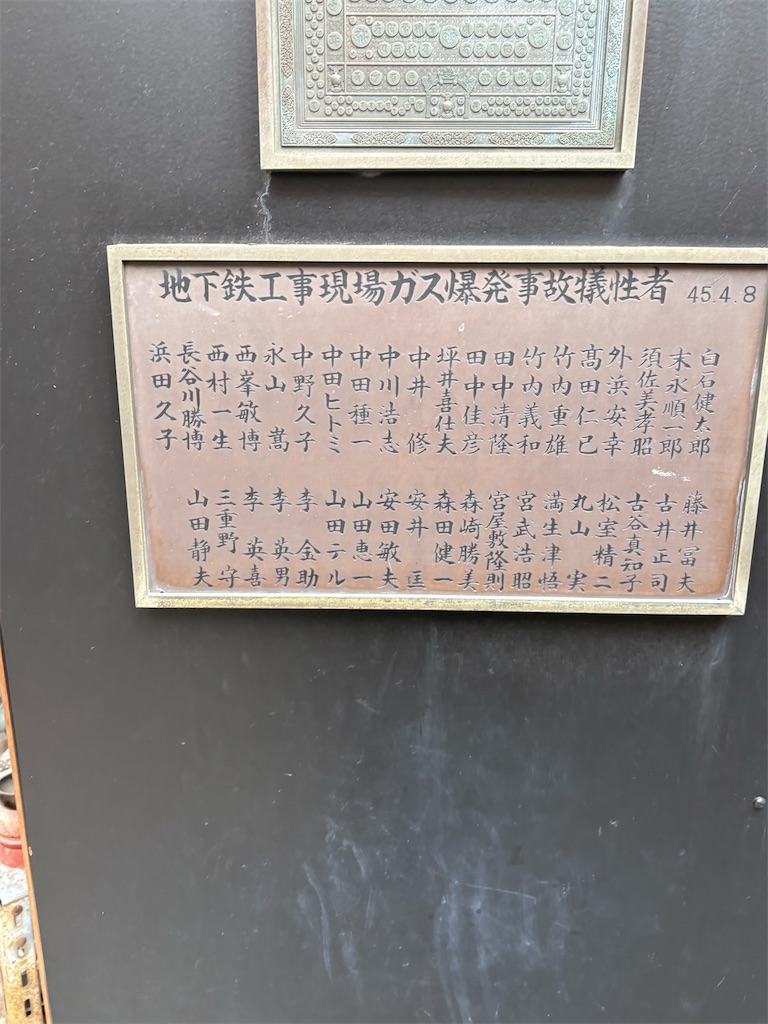 地下鉄工事現場ガス爆発事故犠牲者 45.4.8
白石健太郎
末永順一郎
須佐美孝昭
外浜安幸
髙田仁已
竹内重雄
竹内義和
田中清隆
田中佳彦
坪井喜仕夫
中井 修
中川浩志
中田種一
中田ヒトミ
中野久子
永山 嵩
西峯敏博
西村一生
長谷川勝博
浜田久子
藤井冨夫
古井正司
古谷真知子
松室精二
丸山 実
満生津悟
宮武浩昭
宮屋敷隆則
森崎勝美
森田健一
安井 匡
安田敏夫
山田恵一
山田テル
李 金助
李 英男
李 英喜
三重野 守
山田静夫